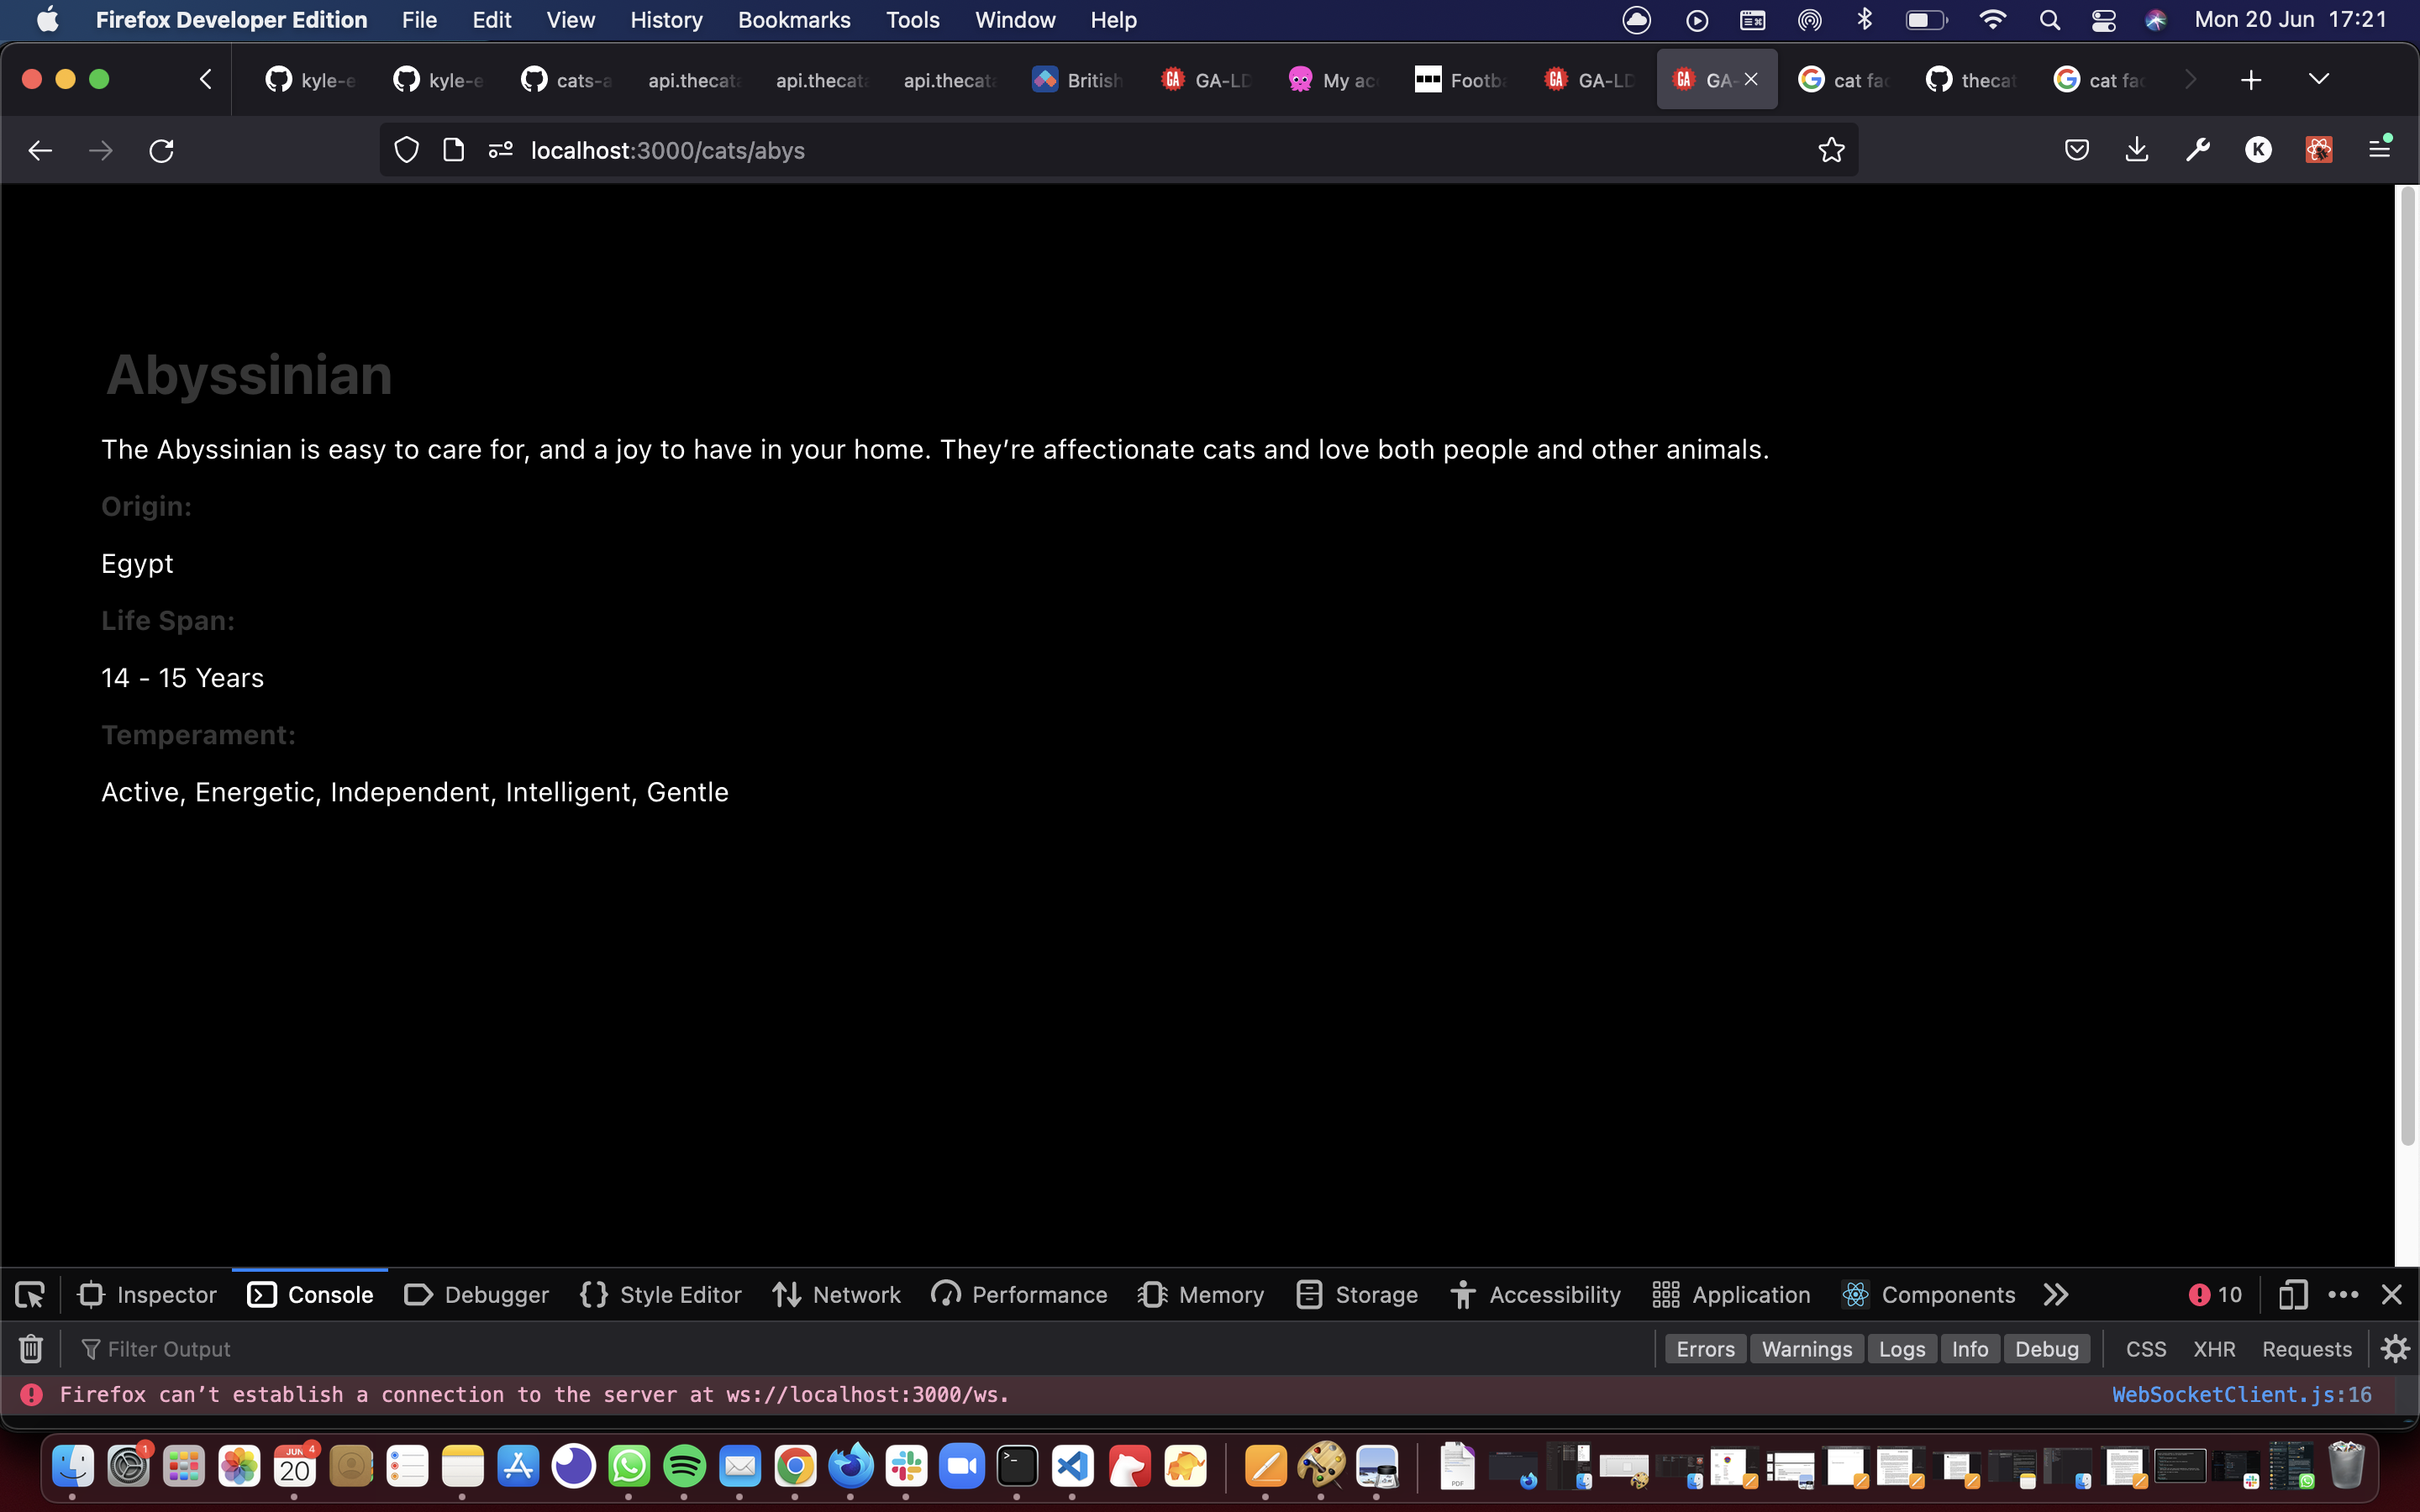 Firefox Developer Edition File Edit View History Bookmarks Tools Window Help Mon 20 Jun 17:21
kyle-e kyle-e cats-a api.thecat api.thecat api.thecat British GA-LD My ac Footb GA-LD GA- cat fac thecat cat fac
localhost:3000/cats/abys K
Abyssinian
The Abyssinian is easy to care for, and a joy to have in your home. They’re affectionate cats and love both people and other animals.
Origin:
Egypt
Life Span:
14 - 15 Years
Temperament:
Active, Energetic, Independent, Intelligent, Gentle
Inspector Console Debugger Style Editor Network Performance Memory Storage Accessibility Application Components 10
Filter Output Errors Warnings Logs Info Debug CSS XHR Requests
Firefox can’t establish a connection to the server at ws://localhost:3000/ws. WebSocketClient.js:16
1 JUN 4 20 PDF